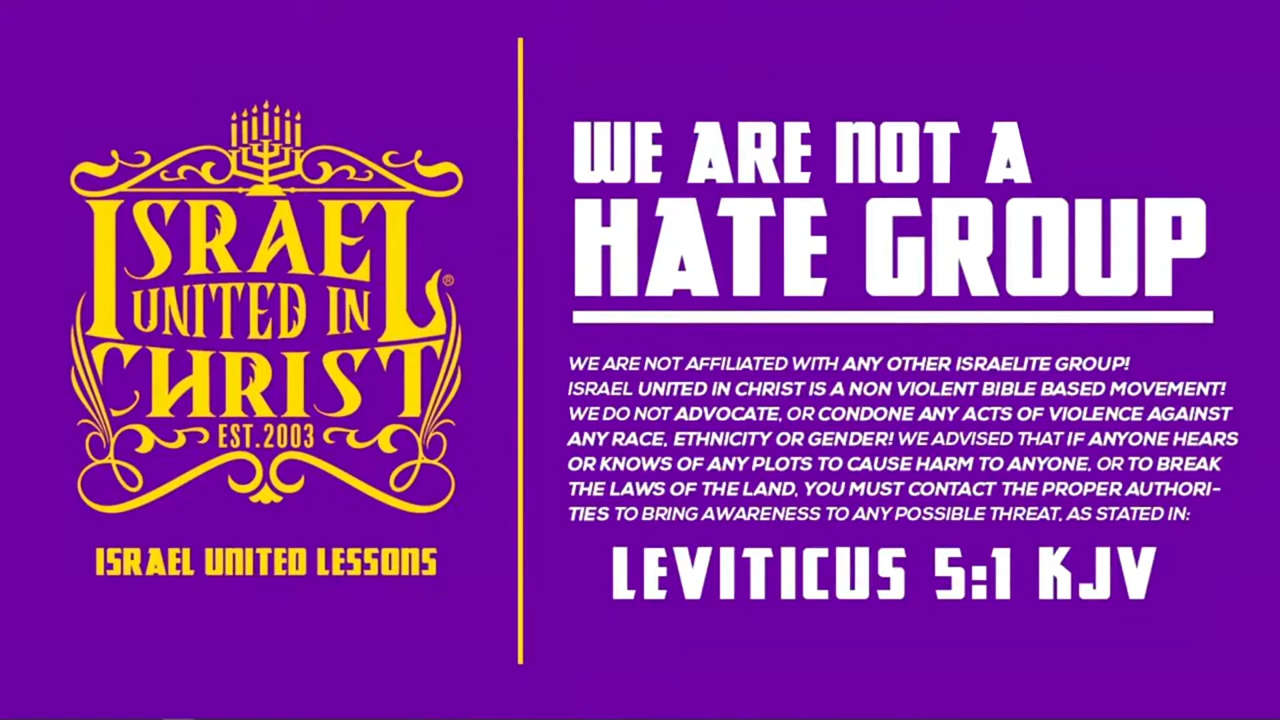 ISRAEL
UNITED IN
CHRIST
®
EST.2003
ISRAEL UNITED LESSONS
WE ARE NOT A
HATE GROUP
WE ARE NOT AFFILIATED WITH ANY OTHER ISRAELITE GROUP!
ISRAEL UNITED IN CHRIST IS A NON VIOLENT BIBLE BASED MOVEMENT!
WE DO NOT ADVOCATE, OR CONDONE ANY ACTS OF VIOLENCE AGAINST
ANY RACE, ETHNICITY OR GENDER! WE ADVISED THAT IF ANYONE HEARS
OR KNOWS OF ANY PLOTS TO CAUSE HARM TO ANYONE, OR TO BREAK
THE LAWS OF THE LAND, YOU MUST CONTACT THE PROPER AUTHORI-
TIES TO BRING AWARENESS TO ANY POSSIBLE THREAT, AS STATED IN:
LEVITICUS 5:1 KJV